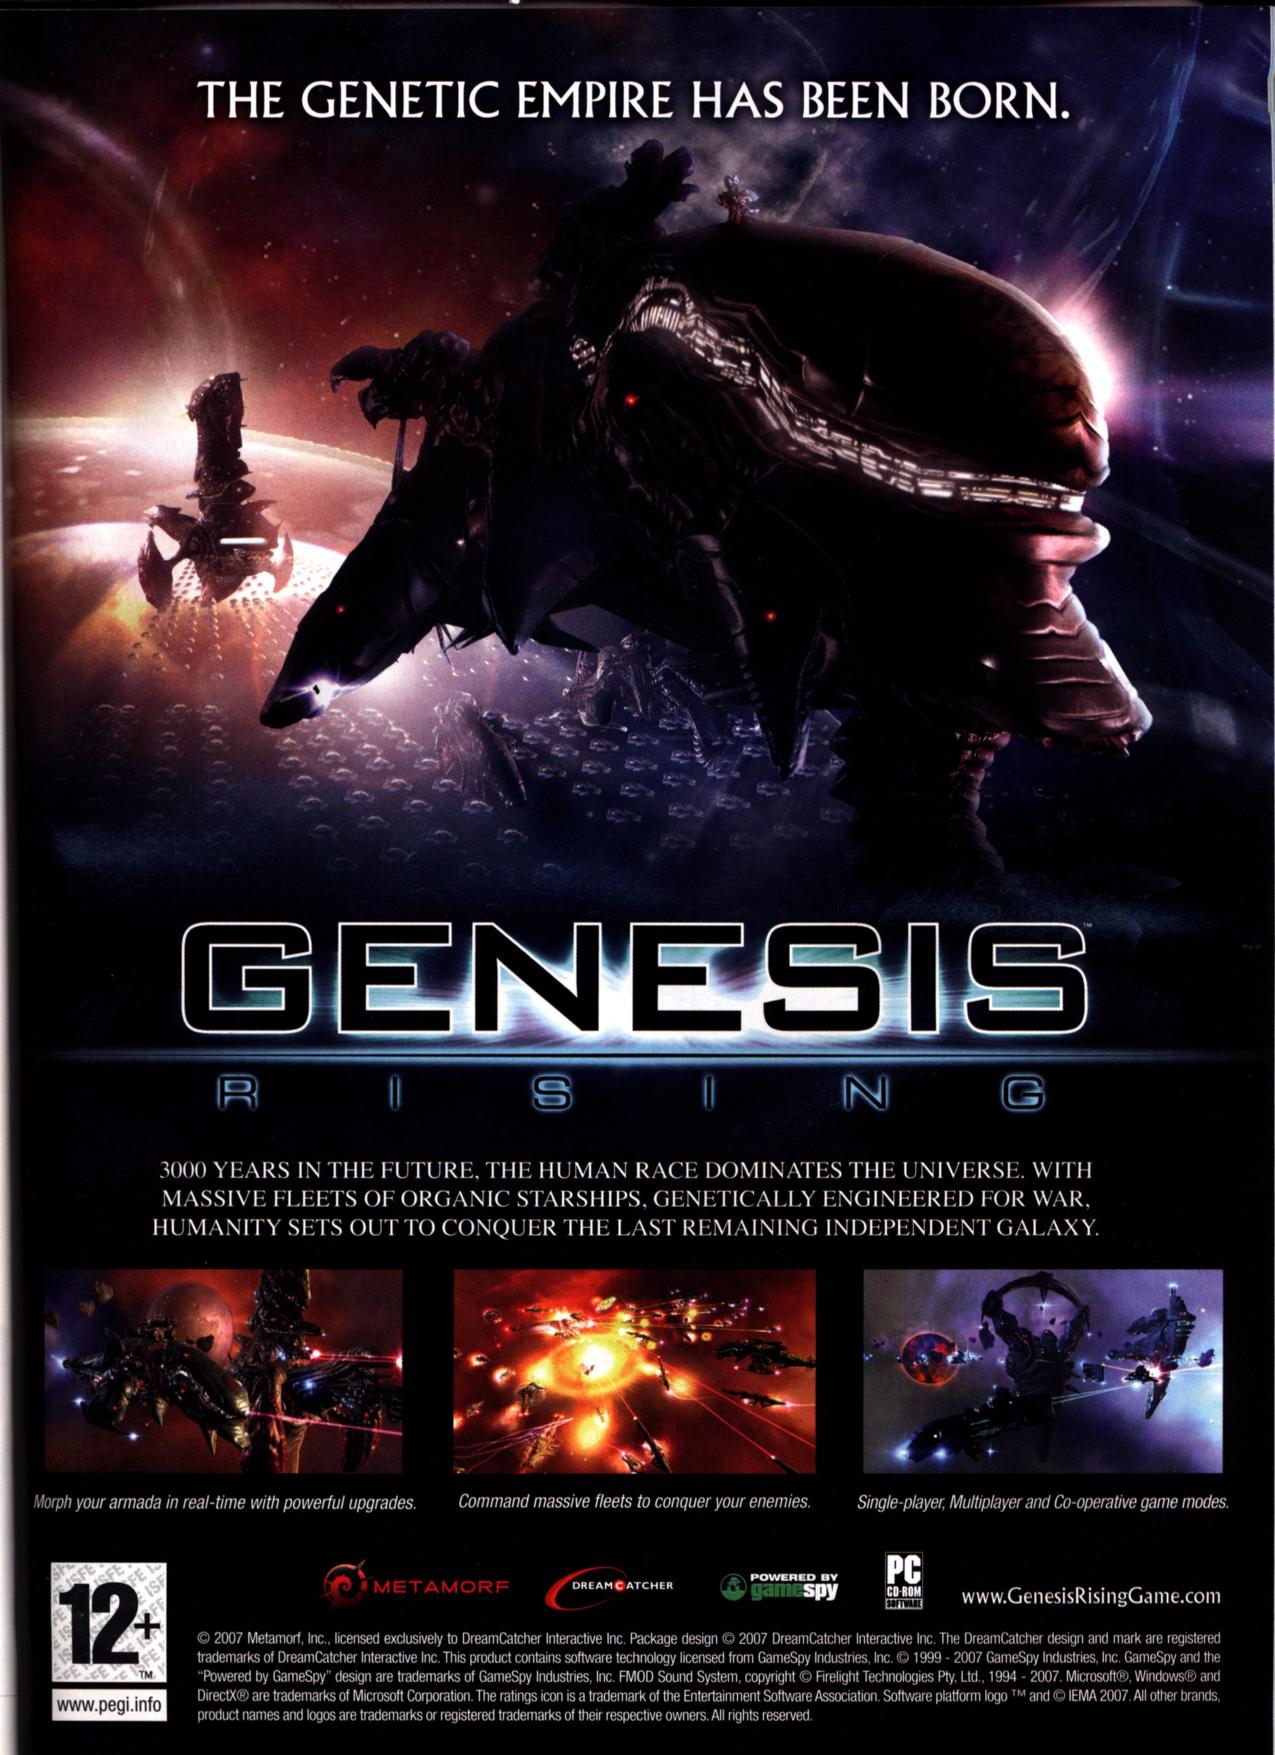 THE GENETIC EMPIRE HAS BEEN BORN.
GENESIS™
RISING
3000 YEARS IN THE FUTURE, THE HUMAN RACE DOMINATES THE UNIVERSE. WITH
MASSIVE FLEETS OF ORGANIC STARSHIPS, GENETICALLY ENGINEERED FOR WAR,
HUMANITY SETS OUT TO CONQUER THE LAST REMAINING INDEPENDENT GALAXY.
Morph your armada in real-time with powerful upgrades.
Command massive fleets to conquer your enemies.
Single-player, Multiplayer and Co-operative game modes.
12+
™
www.pegi.info
METAMORF
DREAMCATCHER
POWERED BY
gamespy
PC
CD-ROM
SOFTWARE
www.GenesisRisingGame.com
© 2007 Metamorf, Inc., licensed exclusively to DreamCatcher Interactive Inc. Package design © 2007 DreamCatcher Interactive Inc. The DreamCatcher design and mark are registered
trademarks of DreamCatcher Interactive Inc. This product contains software technology licensed from GameSpy Industries, Inc. © 1999 - 2007 GameSpy Industries, Inc. GameSpy and the
“Powered by GameSpy” design are trademarks of GameSpy Industries, Inc. FMOD Sound System, copyright © Firelight Technologies Pty, Ltd., 1994 - 2007. Microsoft®, Windows® and
DirectX® are trademarks of Microsoft Corporation. The ratings icon is a trademark of the Entertainment Software Association. Software platform logo ™ and © IEMA 2007. All other brands,
product names and logos are trademarks or registered trademarks of their respective owners. All rights reserved.